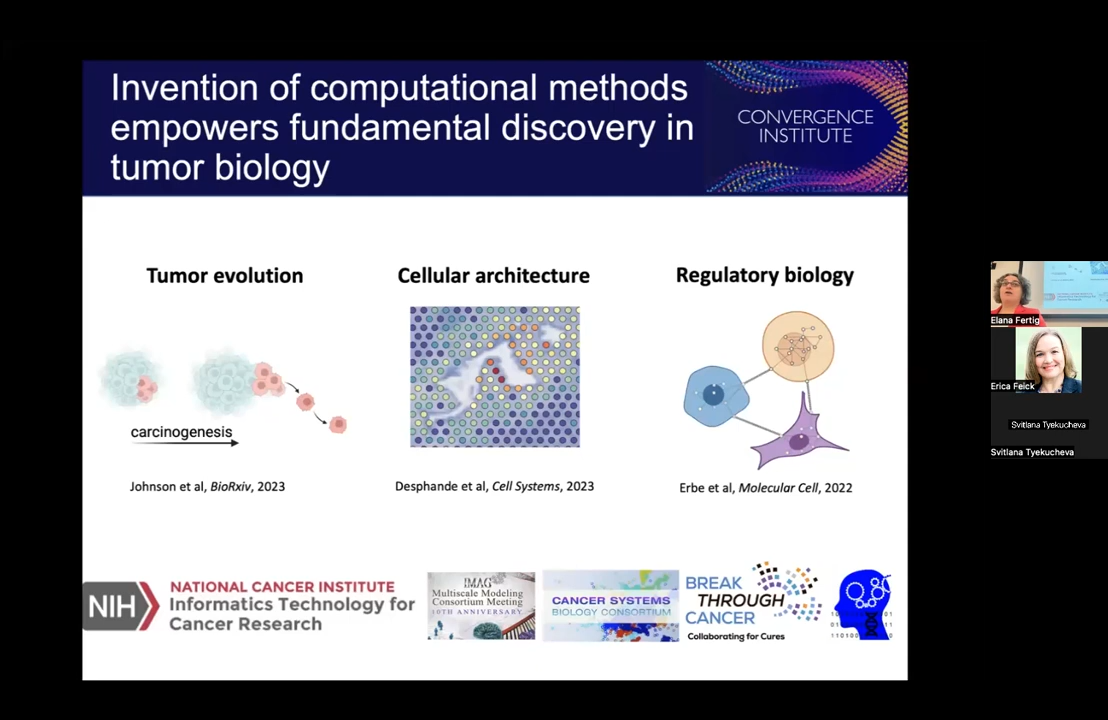 Invention of computational methods
empowers fundamental discovery in
tumor biology
CONVERGENCE
INSTITUTE
Tumor evolution
Cellular architecture
Regulatory biology
carcinogenesis
Johnson et al, BioRxiv, 2023
Desphande et al, Cell Systems, 2023
Erbe et al, Molecular Cell, 2022
NIH
NATIONAL CANCER INSTITUTE
Informatics Technology for
Cancer Research
IMAG
Multiscale Modeling
Consortium Meeting
10TH ANNIVERSARY
CANCER SYSTEMS
BIOLOGY CONSORTIUM
BREAK
THROUGH
CANCER
Collaborating for Cures
Elana Fertig
Erica Feick
Svitlana Tyekucheva
Svitlana Tyekucheva